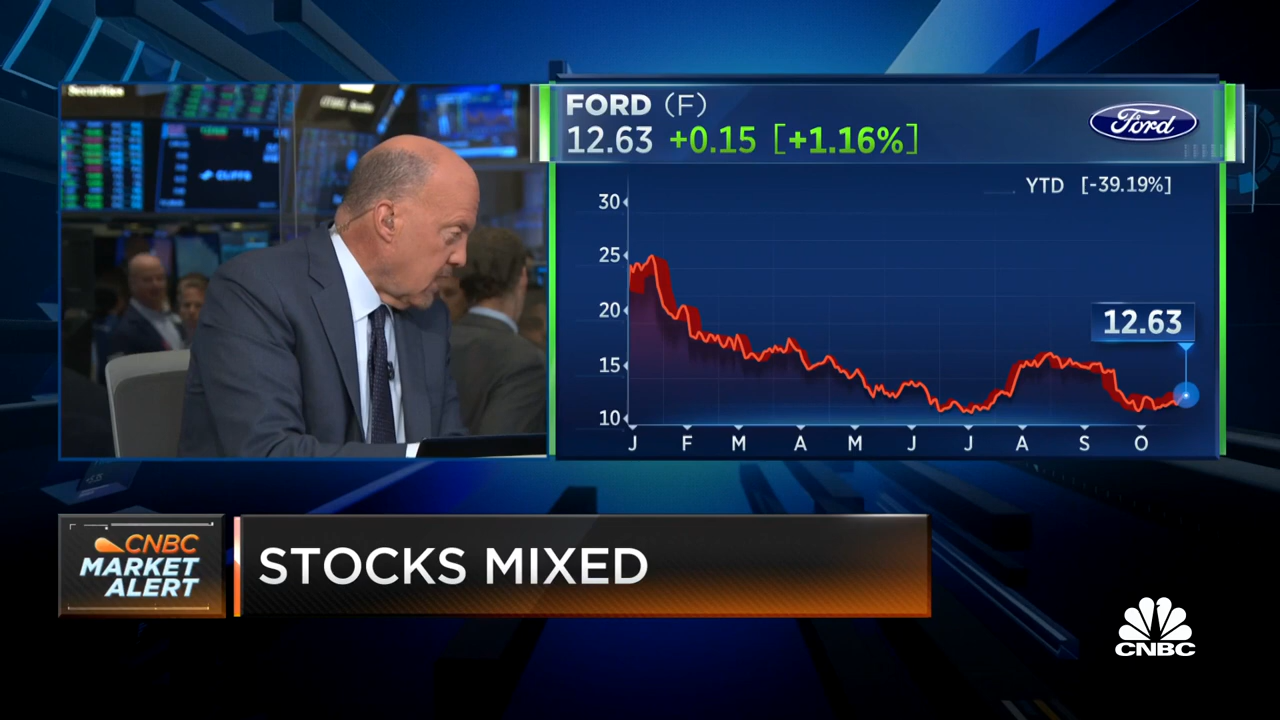 Securities
CLIFFS
FORD (F)
12.63 +0.15 [+1.16%]
Ford
YTD [-39.19%]
30
25
20
15
10
12.63
J F M A M J J A S O
CNBC
MARKET
ALERT
STOCKS MIXED
CNBC